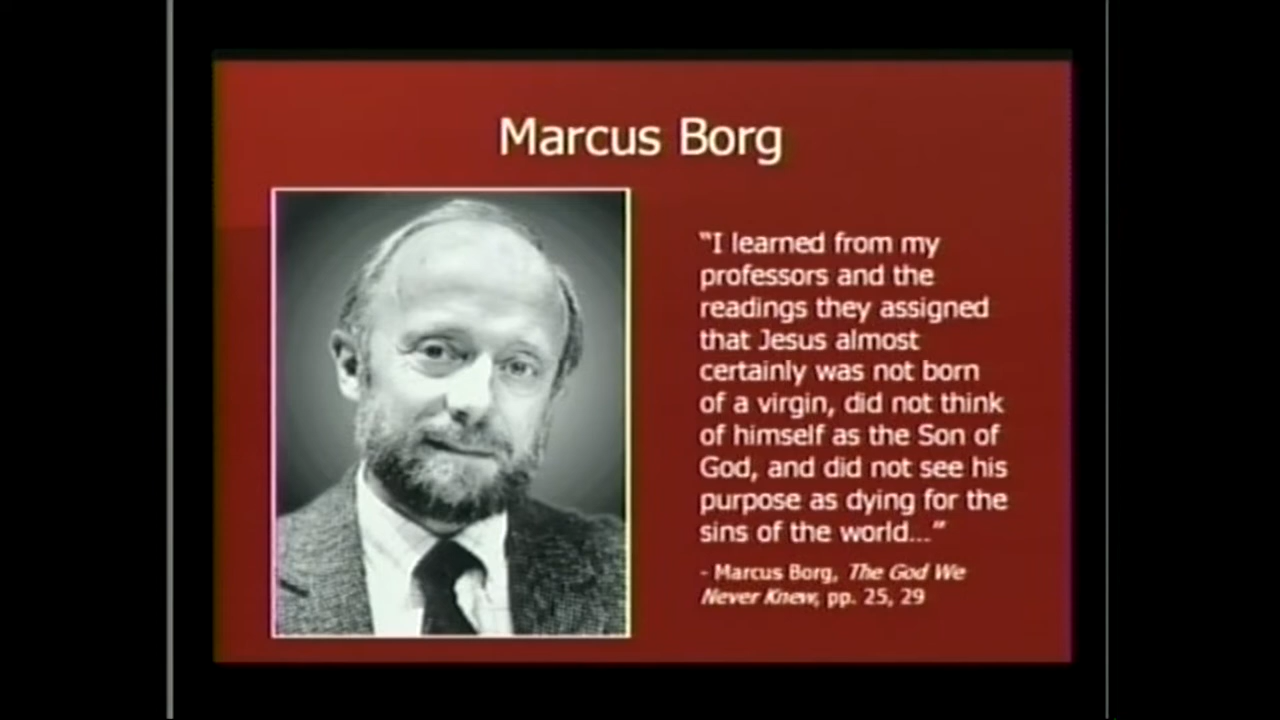 Marcus Borg
“I learned from my
professors and the
readings they assigned
that Jesus almost
certainly was not born
of a virgin, did not think
of himself as the Son of
God, and did not see his
purpose as dying for the
sins of the world...”
- Marcus Borg, The God We
Never Knew, pp. 25, 29